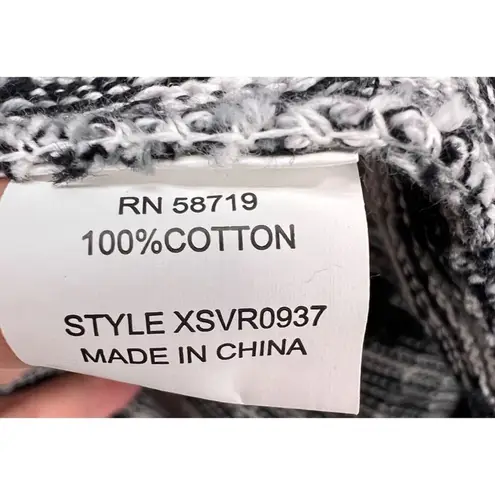 RN 58719
100%COTTON
STYLE XSVR0937
MADE IN CHINA